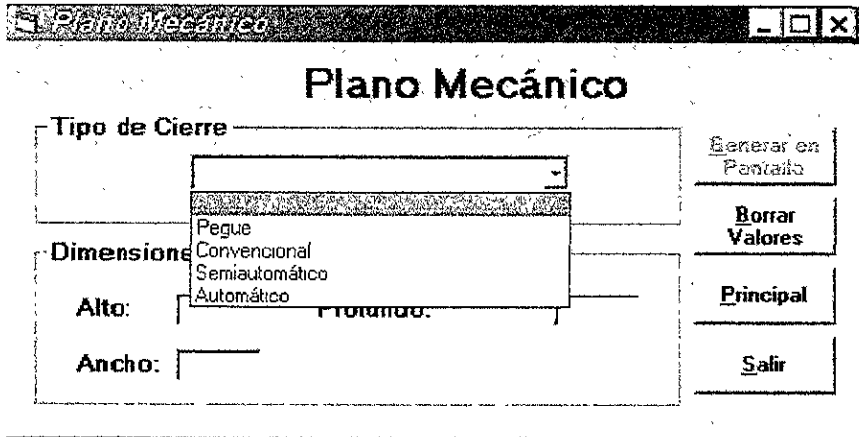 Plano Mecánico
Plano Mecánico
Tipo de Cierre
Generar en
Pantalla
Pegue
Convencional
Semiautomático
Automático
Borrar
Valores
Dimensione
Alto:
Profundo:
Principal
Ancho:
Salir